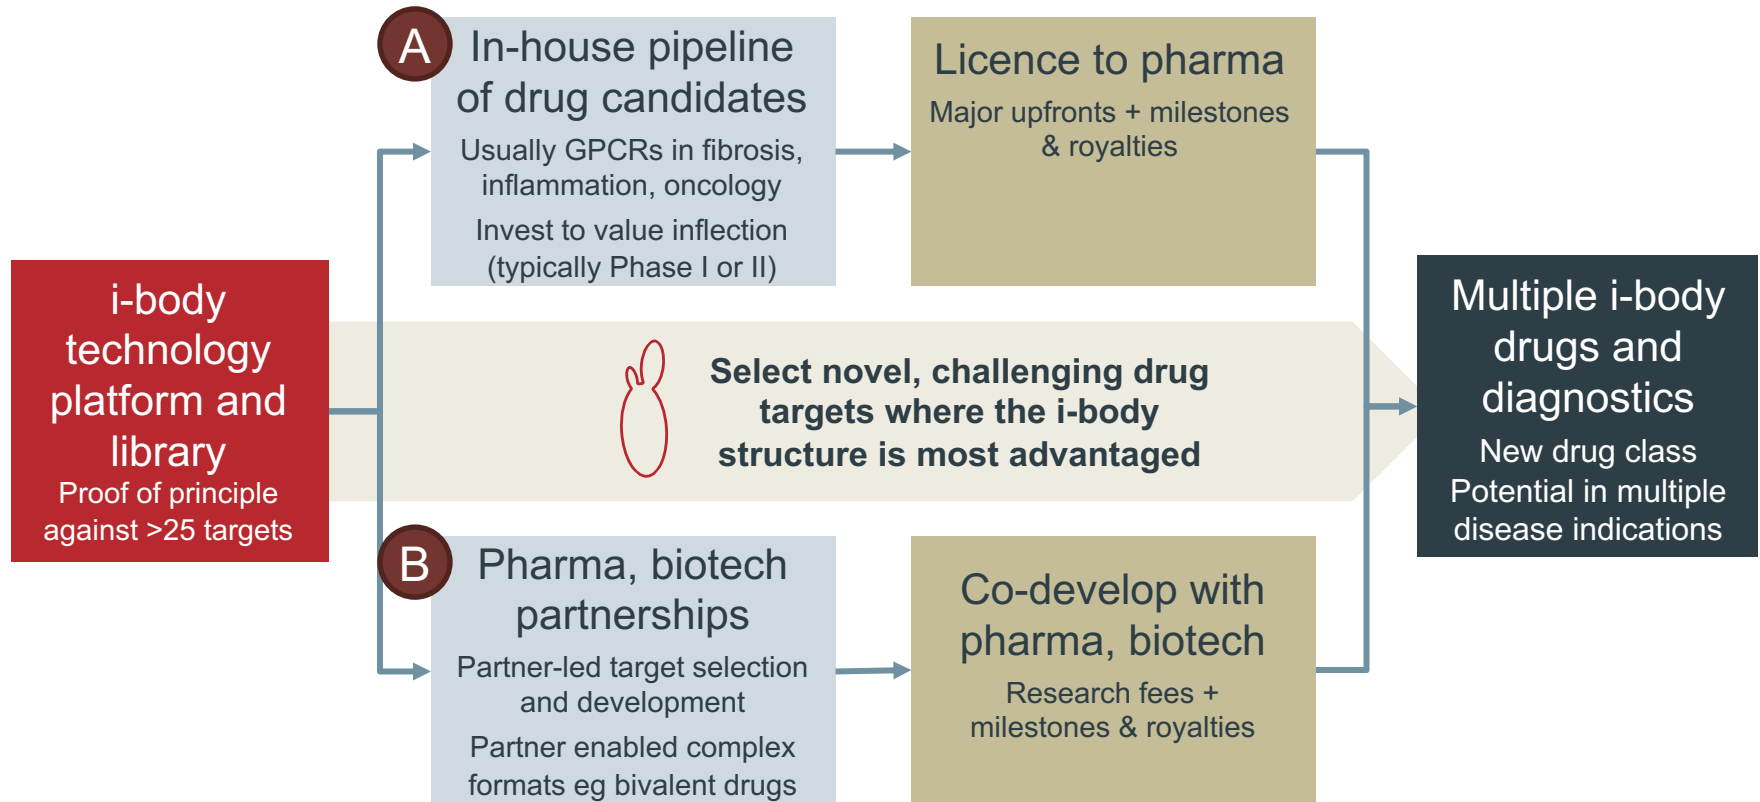 i-body
technology
platform and
library
Proof of principle
against >25 targets
A
In-house pipeline
of drug candidates
Usually GPCRs in fibrosis,
inflammation, oncology
Invest to value inflection
(typically Phase I or II)
Licence to pharma
Major upfronts + milestones
& royalties
Select novel, challenging drug
targets where the i-body
structure is most advantaged
B
Pharma, biotech
partnerships
Partner-led target selection
and development
Partner enabled complex
formats eg bivalent drugs
Co-develop with
pharma, biotech
Research fees +
milestones & royalties
Multiple i-body
drugs and
diagnostics
New drug class
Potential in multiple
disease indications